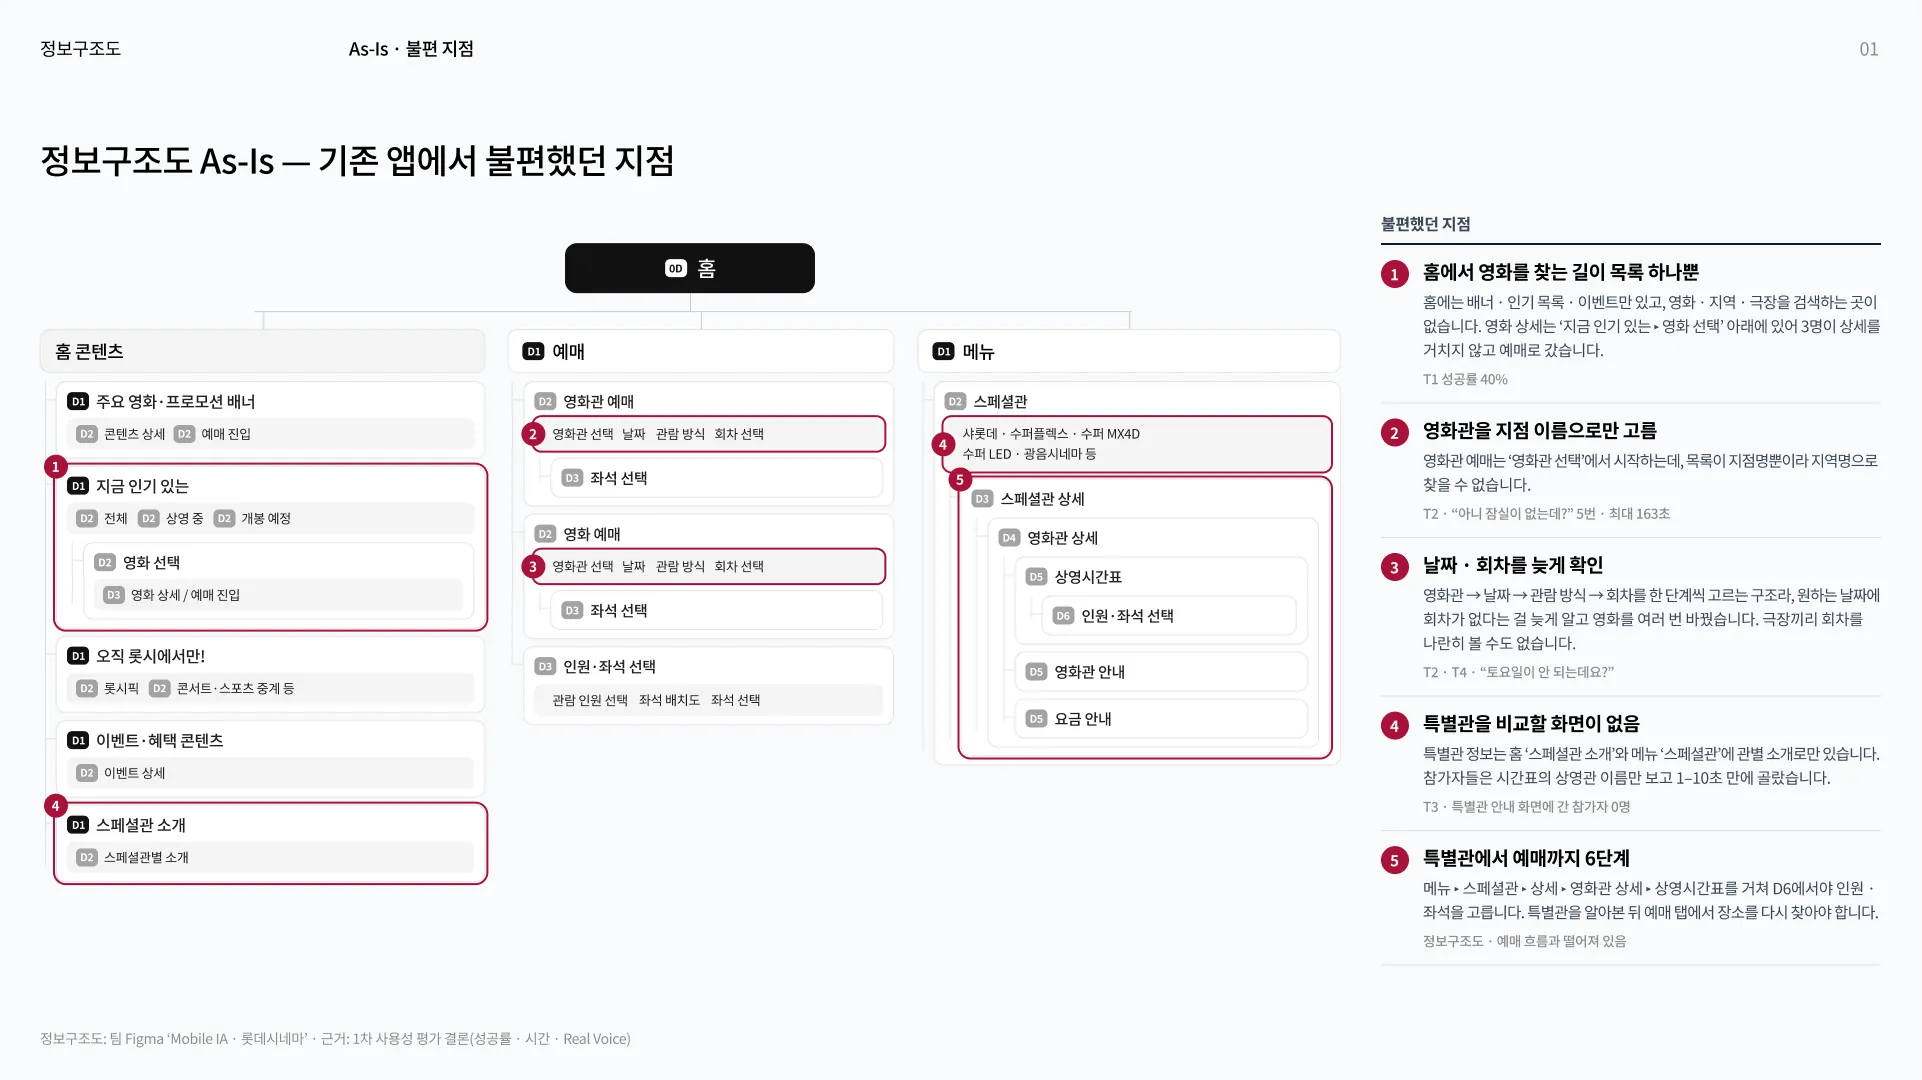 정보구조도
As-Is · 불편 지점
01
정보구조도 As-Is — 기존 앱에서 불편했던 지점
0D 홈
홈 콘텐츠
D1 주요 영화·프로모션 배너
D2 콘텐츠 상세 D2 예매 진입
1
D1 지금 인기 있는
D2 전체 D2 상영 중 D2 개봉 예정
D2 영화 선택
D3 영화 상세 / 예매 진입
D1 오직 롯시에서만!
D2 롯시픽 D2 콘서트·스포츠 중계 등
D1 이벤트·혜택 콘텐츠
D2 이벤트 상세
4
D1 스페셜관 소개
D2 스페셜관별 소개
D1 예매
D2 영화관 예매
2 영화관 선택 날짜 관람 방식 회차 선택
D3 좌석 선택
D2 영화 예매
3 영화관 선택 날짜 관람 방식 회차 선택
D3 좌석 선택
D3 인원·좌석 선택
관람 인원 선택 좌석 배치도 좌석 선택
D1 메뉴
D2 스페셜관
4
샤롯데 · 수퍼플렉스 · 수퍼 MX4D
수퍼 LED · 광음시네마 등
5
D3 스페셜관 상세
D4 영화관 상세
D5 상영시간표
D6 인원·좌석 선택
D5 영화관 안내
D5 요금 안내
불편했던 지점
1 홈에서 영화를 찾는 길이 목록 하나뿐
홈에는 배너 · 인기 목록 · 이벤트만 있고, 영화 · 지역 · 극장을 검색하는 곳이
없습니다. 영화 상세는 ‘지금 인기 있는 ▸ 영화 선택’ 아래에 있어 3명이 상세를
거치지 않고 예매로 갔습니다.
T1 성공률 40%
2 영화관을 지점 이름으로만 고름
영화관 예매는 ‘영화관 선택’에서 시작하는데, 목록이 지점명뿐이라 지역명으로
찾을 수 없습니다.
T2 · “아니 잠실이 없는데?” 5번 · 최대 163초
3 날짜 · 회차를 늦게 확인
영화관 → 날짜 → 관람 방식 → 회차를 한 단계씩 고르는 구조라, 원하는 날짜에
회차가 없다는 걸 늦게 알고 영화를 여러 번 바꿨습니다. 극장끼리 회차를
나란히 볼 수도 없습니다.
T2 · T4 · “토요일이 안 되는데요?”
4 특별관을 비교할 화면이 없음
특별관 정보는 홈 ‘스페셜관 소개’와 메뉴 ‘스페셜관’에 관별 소개로만 있습니다.
참가자들은 시간표의 상영관 이름만 보고 1–10초 만에 골랐습니다.
T3 · 특별관 안내 화면에 간 참가자 0명
5 특별관에서 예매까지 6단계
메뉴 ▸ 스페셜관 ▸ 상세 ▸ 영화관 상세 ▸ 상영시간표를 거쳐 D6에서야 인원 ·
좌석을 고릅니다. 특별관을 알아본 뒤 예매 탭에서 장소를 다시 찾아야 합니다.
정보구조도 · 예매 흐름과 떨어져 있음
정보구조도: 팀 Figma ‘Mobile IA · 롯데시네마’ · 근거: 1차 사용성 평가 결론(성공률 · 시간 · Real Voice)